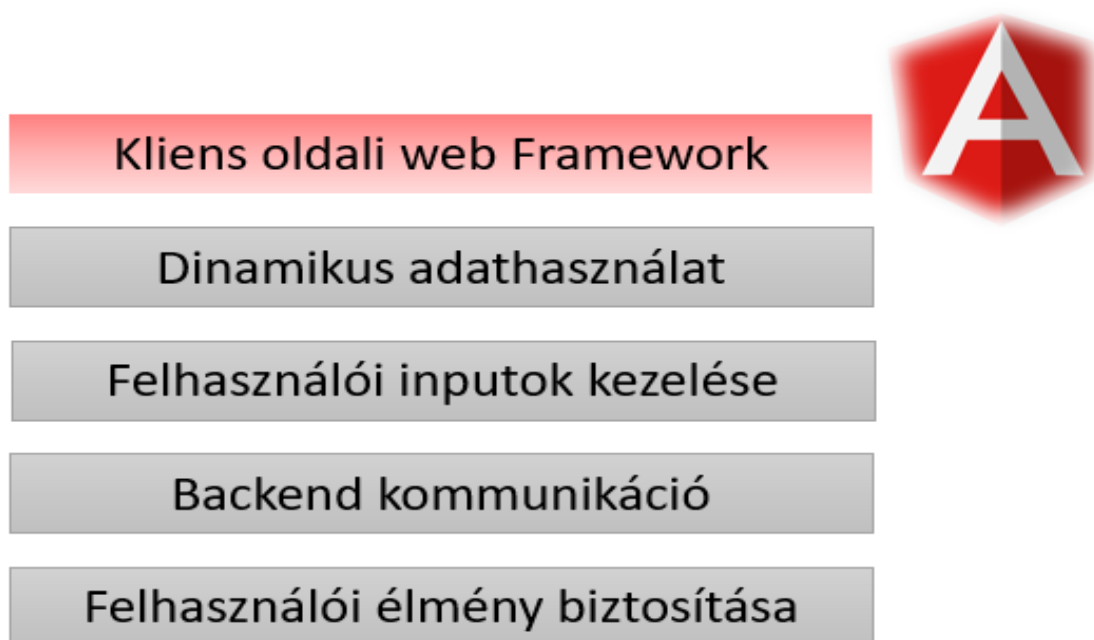 Kliens oldali web Framework
Dinamikus adathasználat
Felhasználói inputok kezelése
Backend kommunikáció
Felhasználói élmény biztosítása